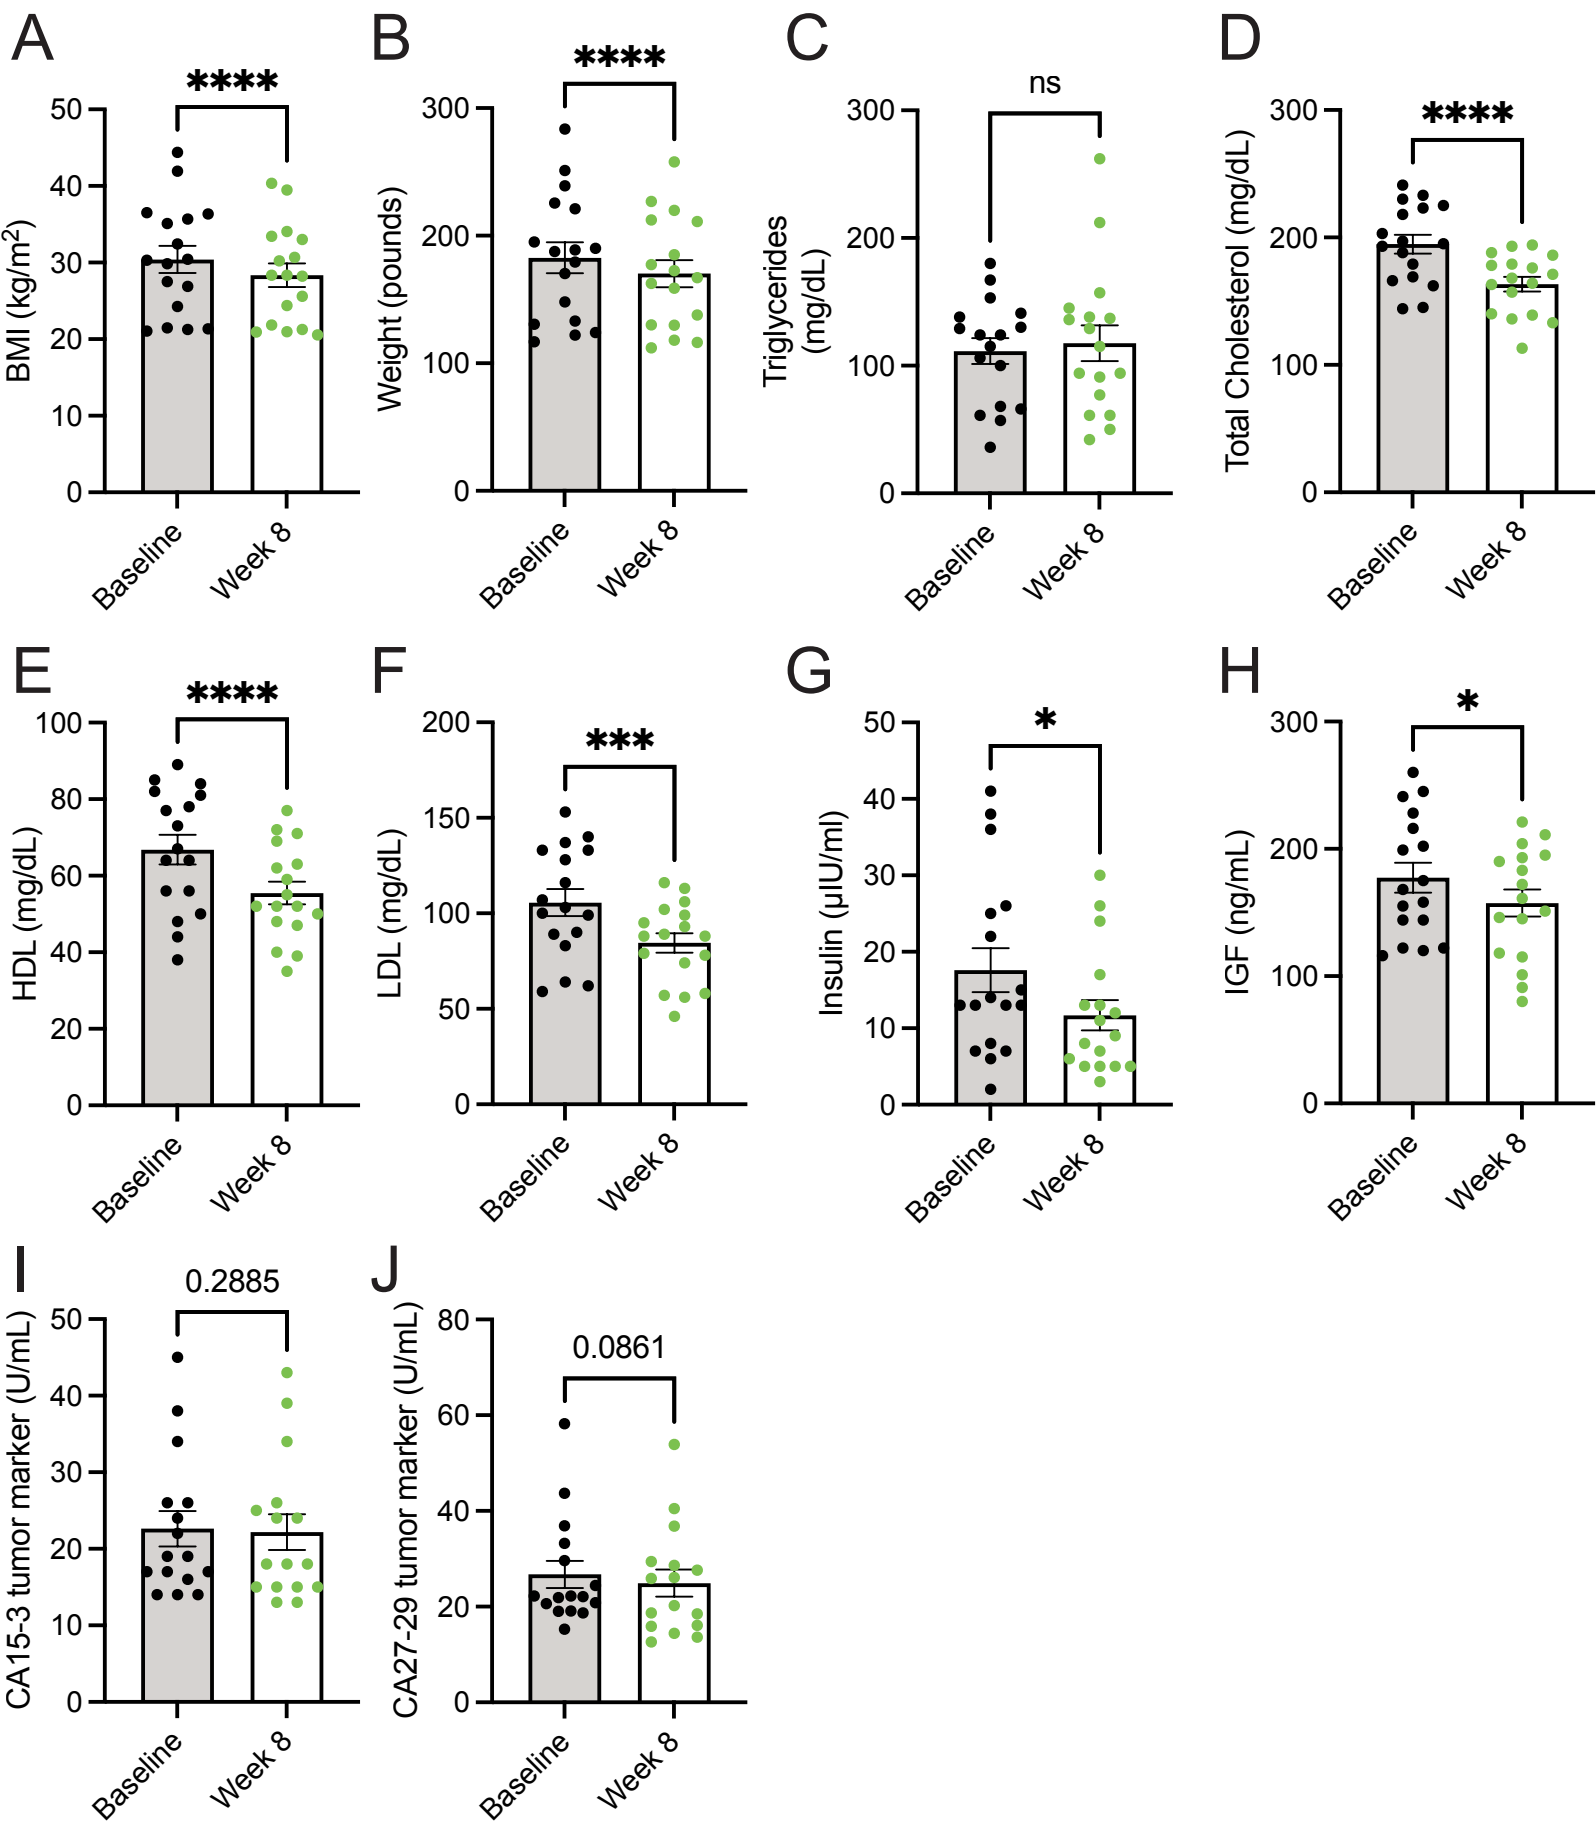 A
B
C
D
****
****
ns
****
BMI (kg/m²)
50
40
30
20
10
0
Baseline
Week 8
Weight (pounds)
300
200
100
0
Baseline
Week 8
Triglycerides
(mg/dL)
300
200
100
0
Baseline
Week 8
Total Cholesterol (mg/dL)
300
200
100
0
Baseline
Week 8
E
F
G
H
****
***
*
*
HDL (mg/dL)
100
80
60
40
20
0
Baseline
Week 8
LDL (mg/dL)
200
150
100
50
0
Baseline
Week 8
Insulin (µIU/ml)
50
40
30
20
10
0
Baseline
Week 8
IGF (ng/mL)
300
200
100
0
Baseline
Week 8
I
J
0.2885
0.0861
CA15-3 tumor marker (U/mL)
50
40
30
20
10
0
Baseline
Week 8
CA27-29 tumor marker (U/mL)
80
60
40
20
0
Baseline
Week 8